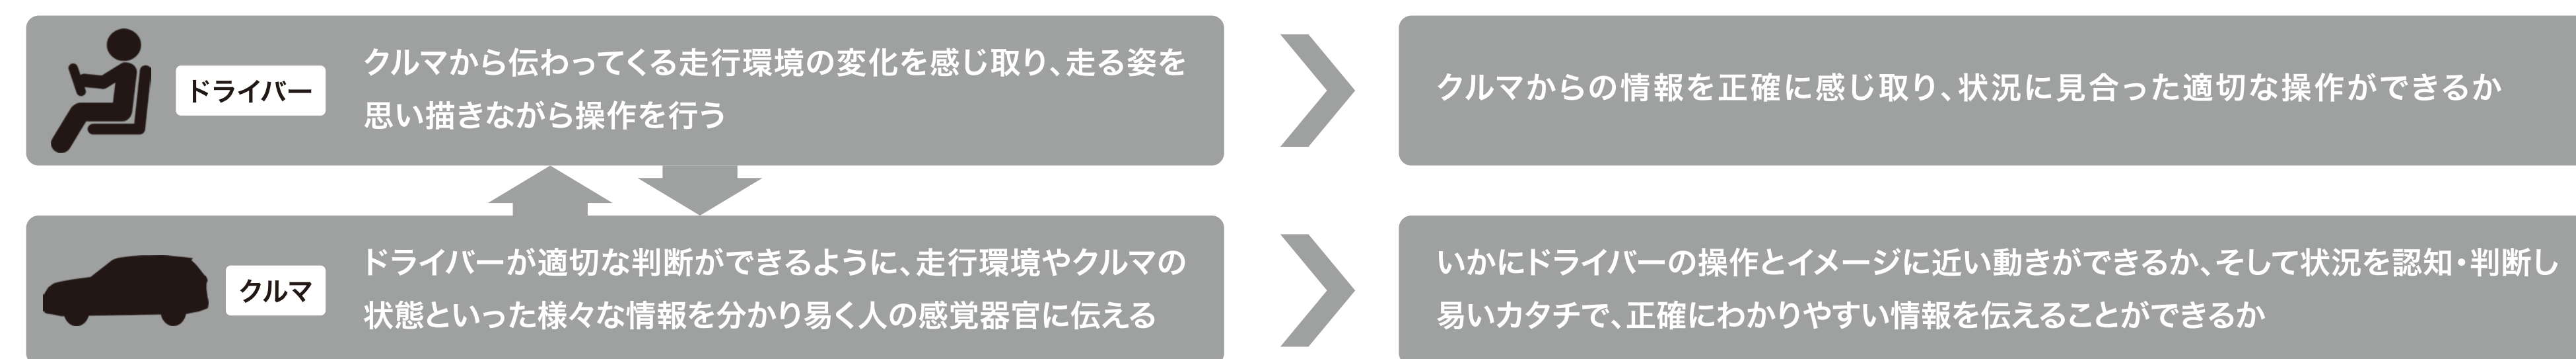 ドライバー
クルマから伝わってくる走行環境の変化を感じ取り、走る姿を
思い描きながら操作を行う
クルマからの情報を正確に感じ取り、状況に見合った適切な操作ができるか
クルマ
ドライバーが適切な判断ができるように、走行環境やクルマの
状態といった様々な情報を分かり易く人の感覚器官に伝える
いかにドライバーの操作とイメージに近い動きができるか、そして状況を認知・判断し
易いカタチで、正確にわかりやすい情報を伝えることができるか